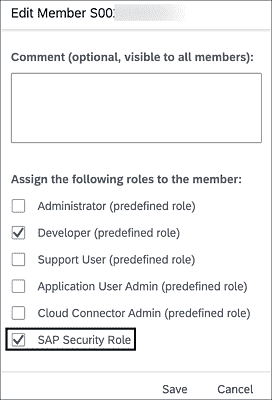 Edit Member S002
Comment (optional, visible to all members):
Assign the following roles to the member:
Administrator (predefined role)
Developer (predefined role)
Support User (predefined role)
Application User Admin (predefined role)
Cloud Connector Admin (predefined role)
SAP Security Role
Save Cancel